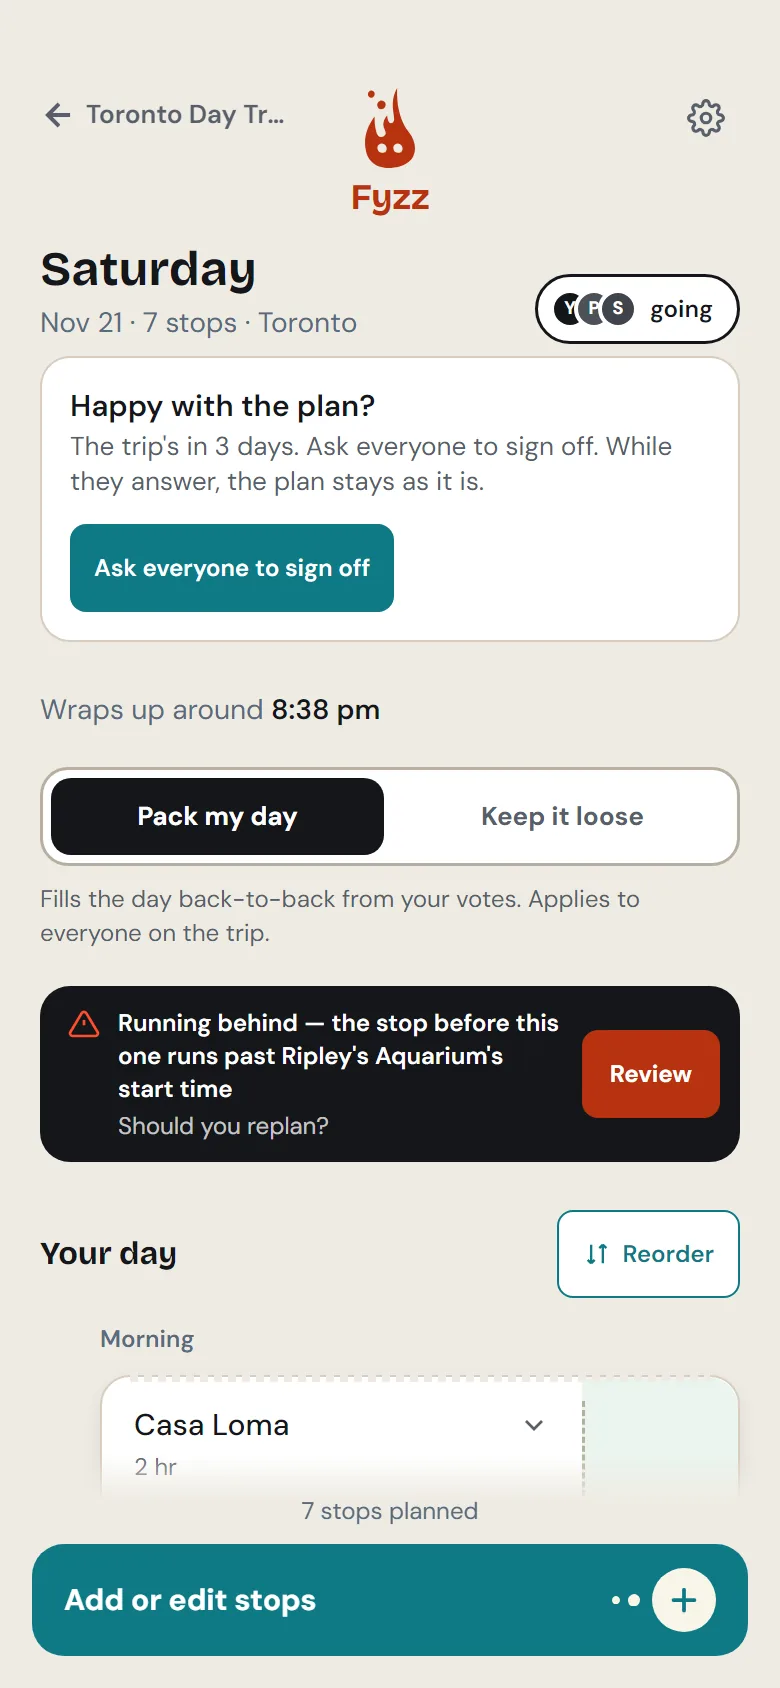 Toronto Day Tr...
Fyzz
Saturday
Nov 21 · 7 stops · Toronto
Y P S going
Happy with the plan?
The trip's in 3 days. Ask everyone to sign off. While
they answer, the plan stays as it is.
Ask everyone to sign off
Wraps up around 8:38 pm
Pack my day
Keep it loose
Fills the day back-to-back from your votes. Applies to
everyone on the trip.
Running behind — the stop before this
one runs past Ripley's Aquarium's
start time
Should you replan?
Review
Your day
Reorder
Morning
Casa Loma
2 hr
7 stops planned
Add or edit stops